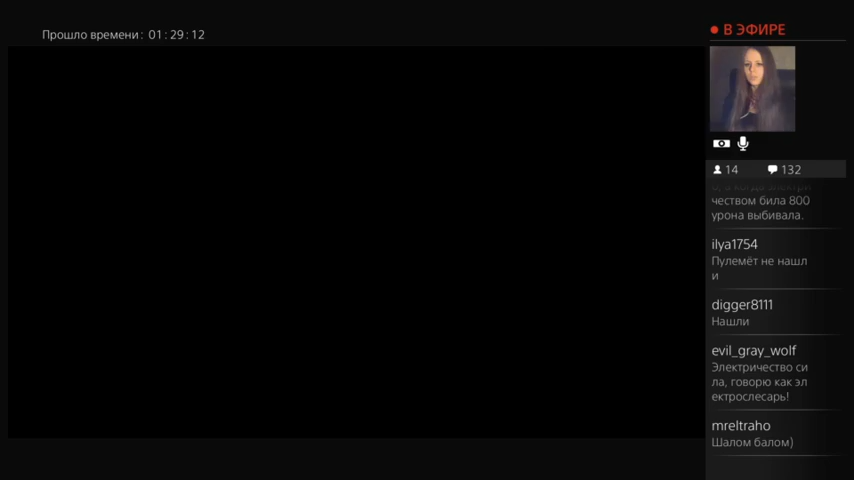 Прошло времени: 01:29:12
В ЭФИРЕ
14 132
чеством била 800
урона выбивала.
ilya1754
Пулемёт не нашл
и
digger8111
Нашли
evil_gray_wolf
Электричество си
ла, говорю как эл
ектрослесарь!
mreltraho
Шалом балом)